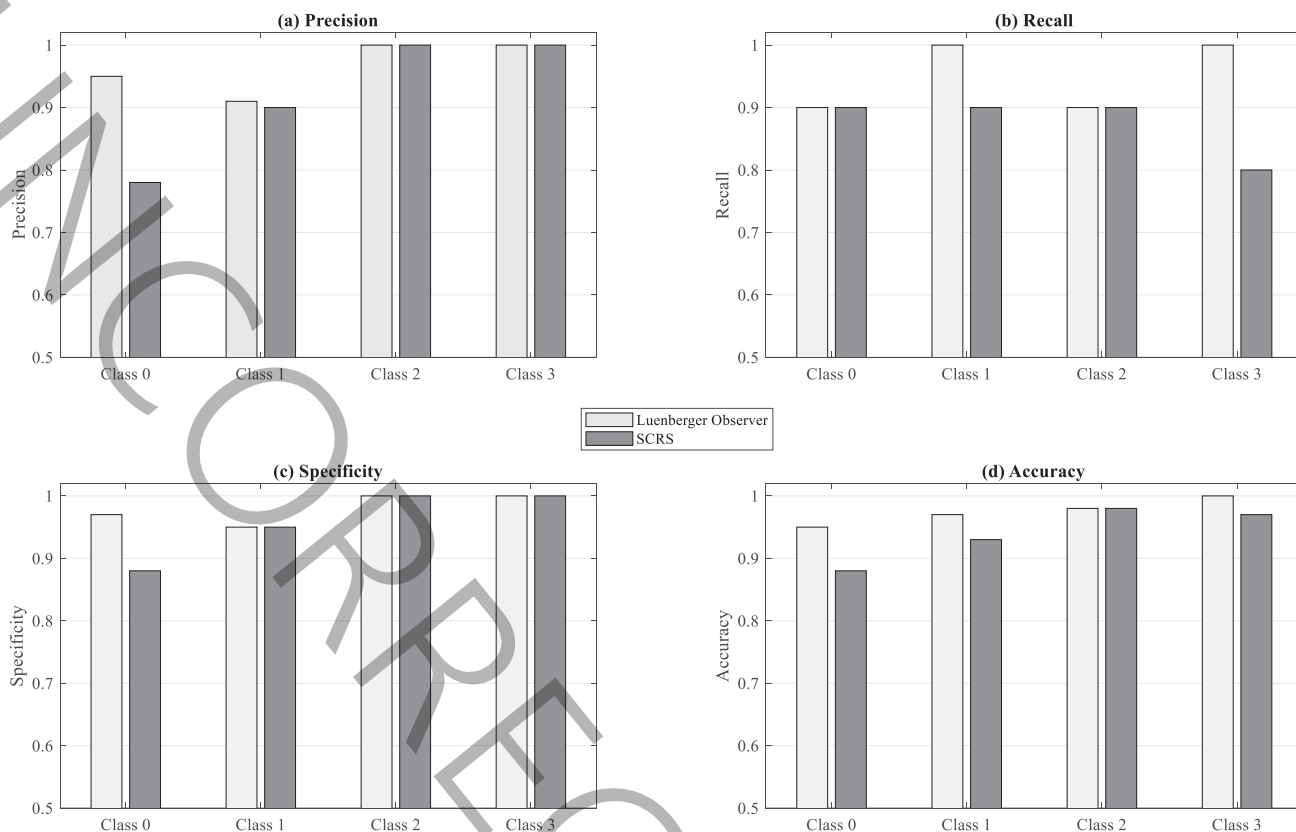 (a) Precision
(b) Recall
1
0.9
0.8
0.7
0.6
0.5
Precision
Class 0 Class 1 Class 2 Class 3
1
0.9
0.8
0.7
0.6
0.5
Recall
Class 0 Class 1 Class 2 Class 3
Luenberger Observer
SCRS
(c) Specificity
(d) Accuracy
1
0.9
0.8
0.7
0.6
0.5
Specificity
Class 0 Class 1 Class 2 Class 3
1
0.9
0.8
0.7
0.6
0.5
Accuracy
Class 0 Class 1 Class 2 Class 3
NCORREC